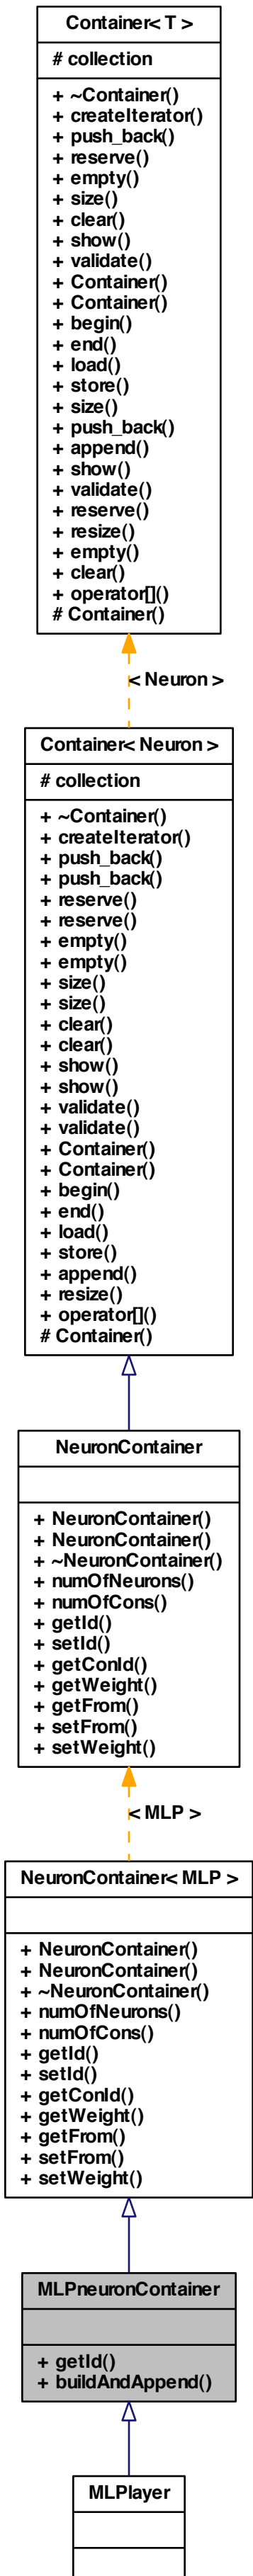 Container< T >
# collection
+ ~Container()
+ createIterator()
+ push_back()
+ reserve()
+ empty()
+ size()
+ clear()
+ show()
+ validate()
+ Container()
+ Container()
+ begin()
+ end()
+ load()
+ store()
+ size()
+ push_back()
+ append()
+ show()
+ validate()
+ reserve()
+ resize()
+ empty()
+ clear()
+ operator[]()
# Container()
< Neuron >
Container< Neuron >
# collection
+ ~Container()
+ createIterator()
+ push_back()
+ push_back()
+ reserve()
+ reserve()
+ empty()
+ empty()
+ size()
+ size()
+ clear()
+ clear()
+ show()
+ show()
+ validate()
+ validate()
+ Container()
+ Container()
+ begin()
+ end()
+ load()
+ store()
+ append()
+ resize()
+ operator[]()
# Container()
NeuronContainer
+ NeuronContainer()
+ NeuronContainer()
+ ~NeuronContainer()
+ numOfNeurons()
+ numOfCons()
+ getId()
+ setId()
+ getConId()
+ getWeight()
+ getFrom()
+ setFrom()
+ setWeight()
< MLP >
NeuronContainer< MLP >
+ NeuronContainer()
+ NeuronContainer()
+ ~NeuronContainer()
+ numOfNeurons()
+ numOfCons()
+ getId()
+ setId()
+ getConId()
+ getWeight()
+ getFrom()
+ setFrom()
+ setWeight()
MLPneuronContainer
+ getId()
+ buildAndAppend()
MLPlayer